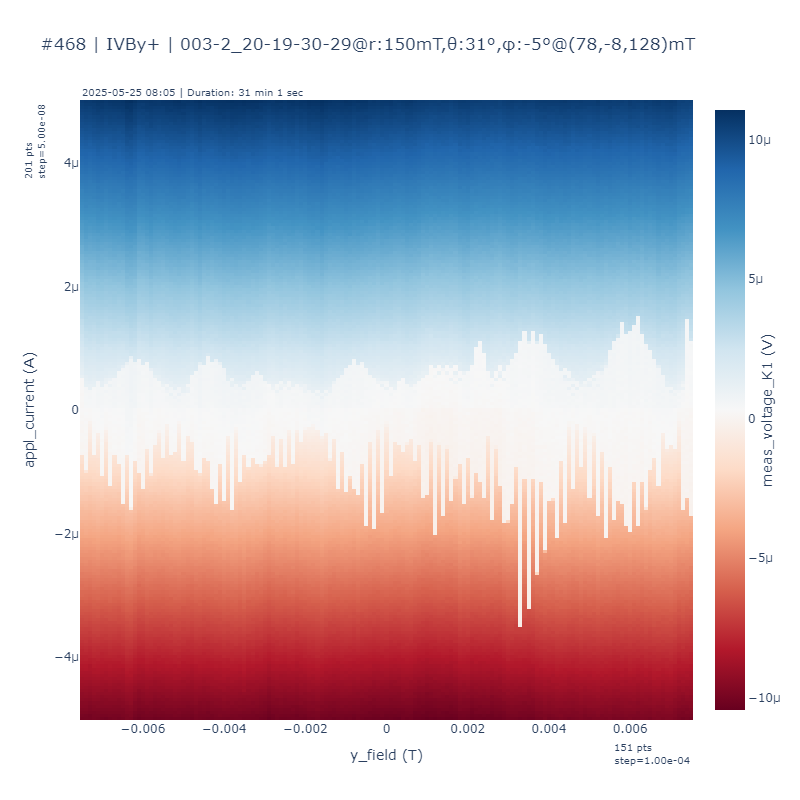 #468 | IVBy+ | 003-2_20-19-30-29@r:150mT,θ:31°,φ:-5°@(78,-8,128)mT
2025-05-25 08:05 | Duration: 31 min 1 sec
201 pts
step=5.00e-08
4μ
2μ
0
−2μ
−4μ
appl_current (A)
−0.006
−0.004
−0.002
0
0.002
0.004
0.006
y_field (T)
151 pts
step=1.00e-04
10μ
5μ
0
−5μ
−10μ
meas_voltage_K1 (V)